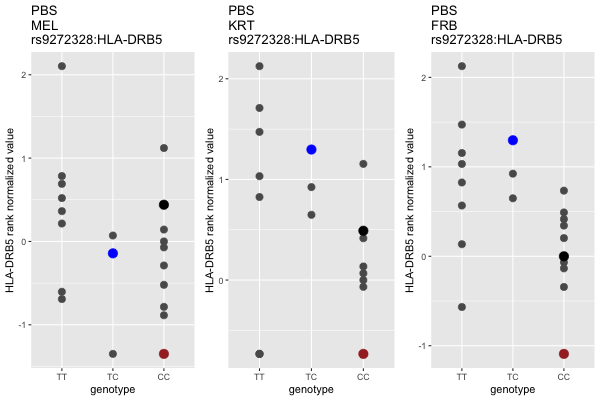 PBS
MEL
rs9272328:HLA-DRB5
HLA-DRB5 rank normalized value
2
1
0
-1
TT TC CC
genotype
PBS
KRT
rs9272328:HLA-DRB5
HLA-DRB5 rank normalized value
2
1
0
TT TC CC
genotype
PBS
FRB
rs9272328:HLA-DRB5
HLA-DRB5 rank normalized value
2
1
0
-1
TT TC CC
genotype